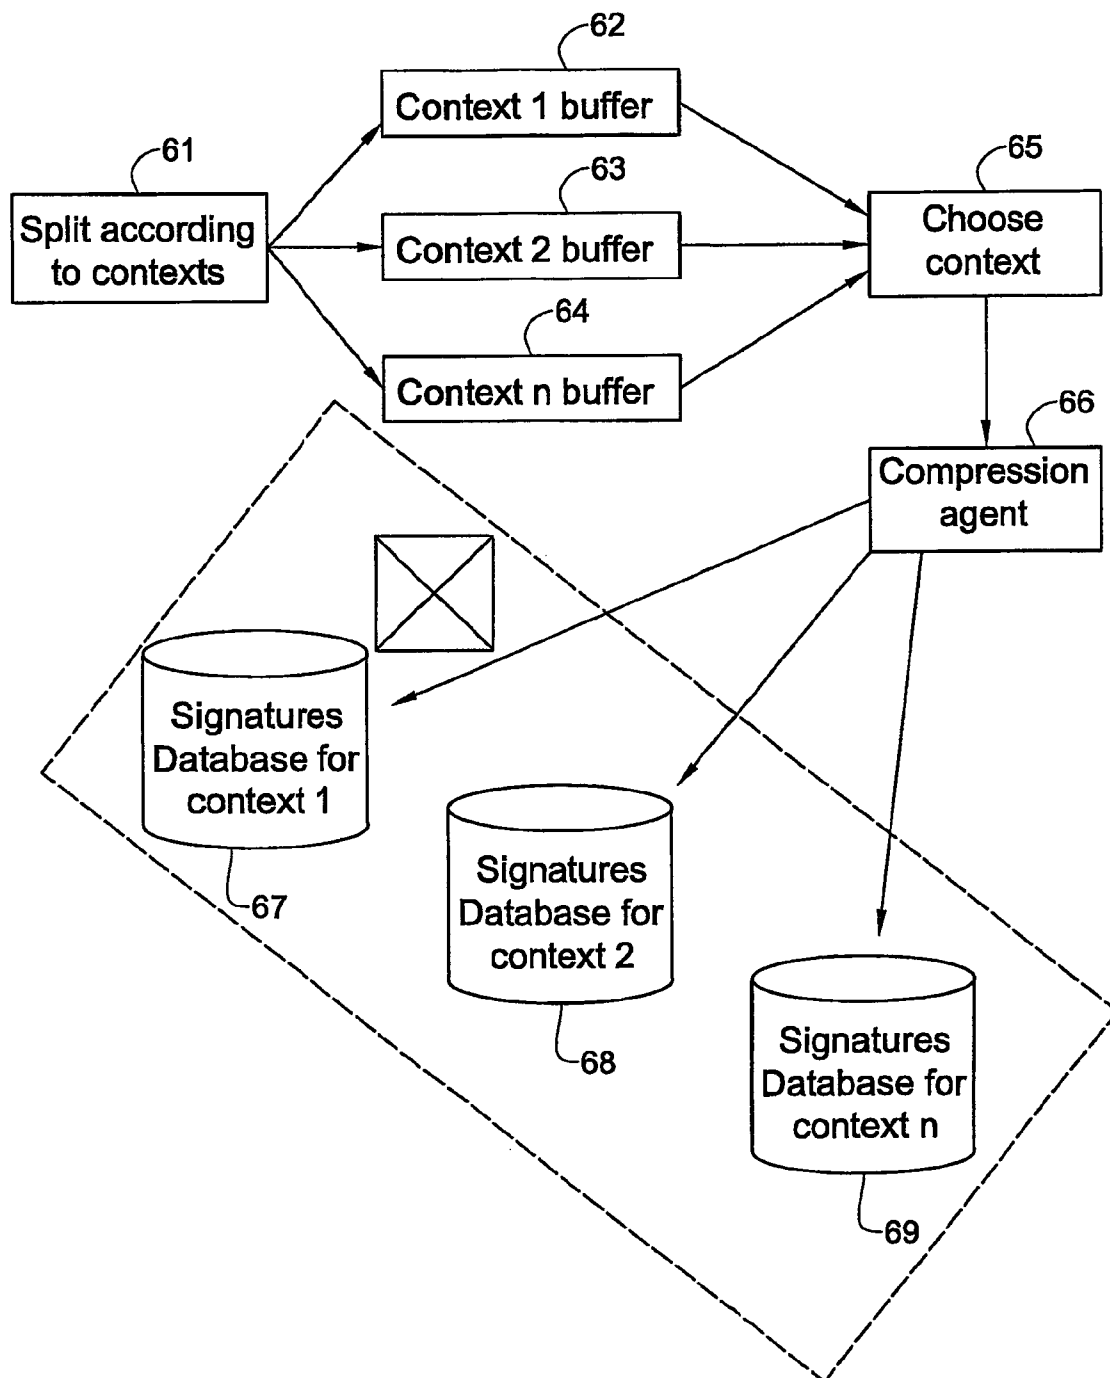 62
Context 1 buffer
61
Split according
to contexts
63
Context 2 buffer
65
Choose
context
64
Context n buffer
66
Compression
agent
Signatures
Database for
context 1
67
Signatures
Database for
context 2
68
Signatures
Database for
context n
69